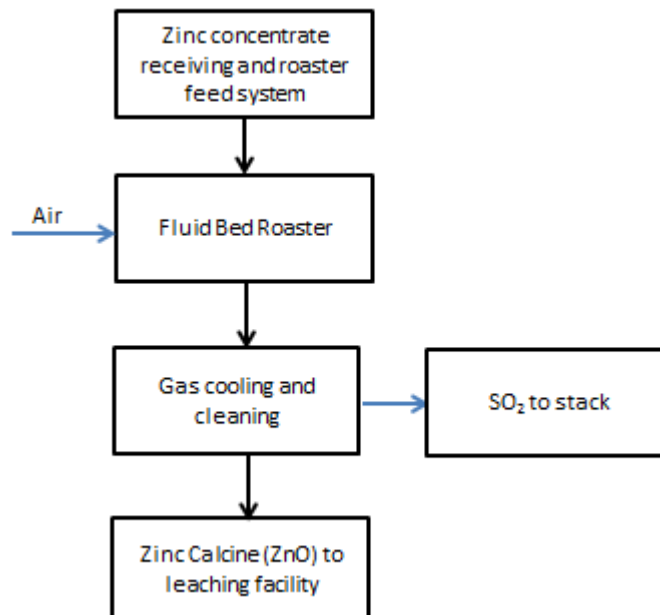 Zinc concentrate
receiving and roaster
feed system
Air
Fluid Bed Roaster
Gas cooling and
cleaning
SO₂ to stack
Zinc Calcine (ZnO) to
leaching facility